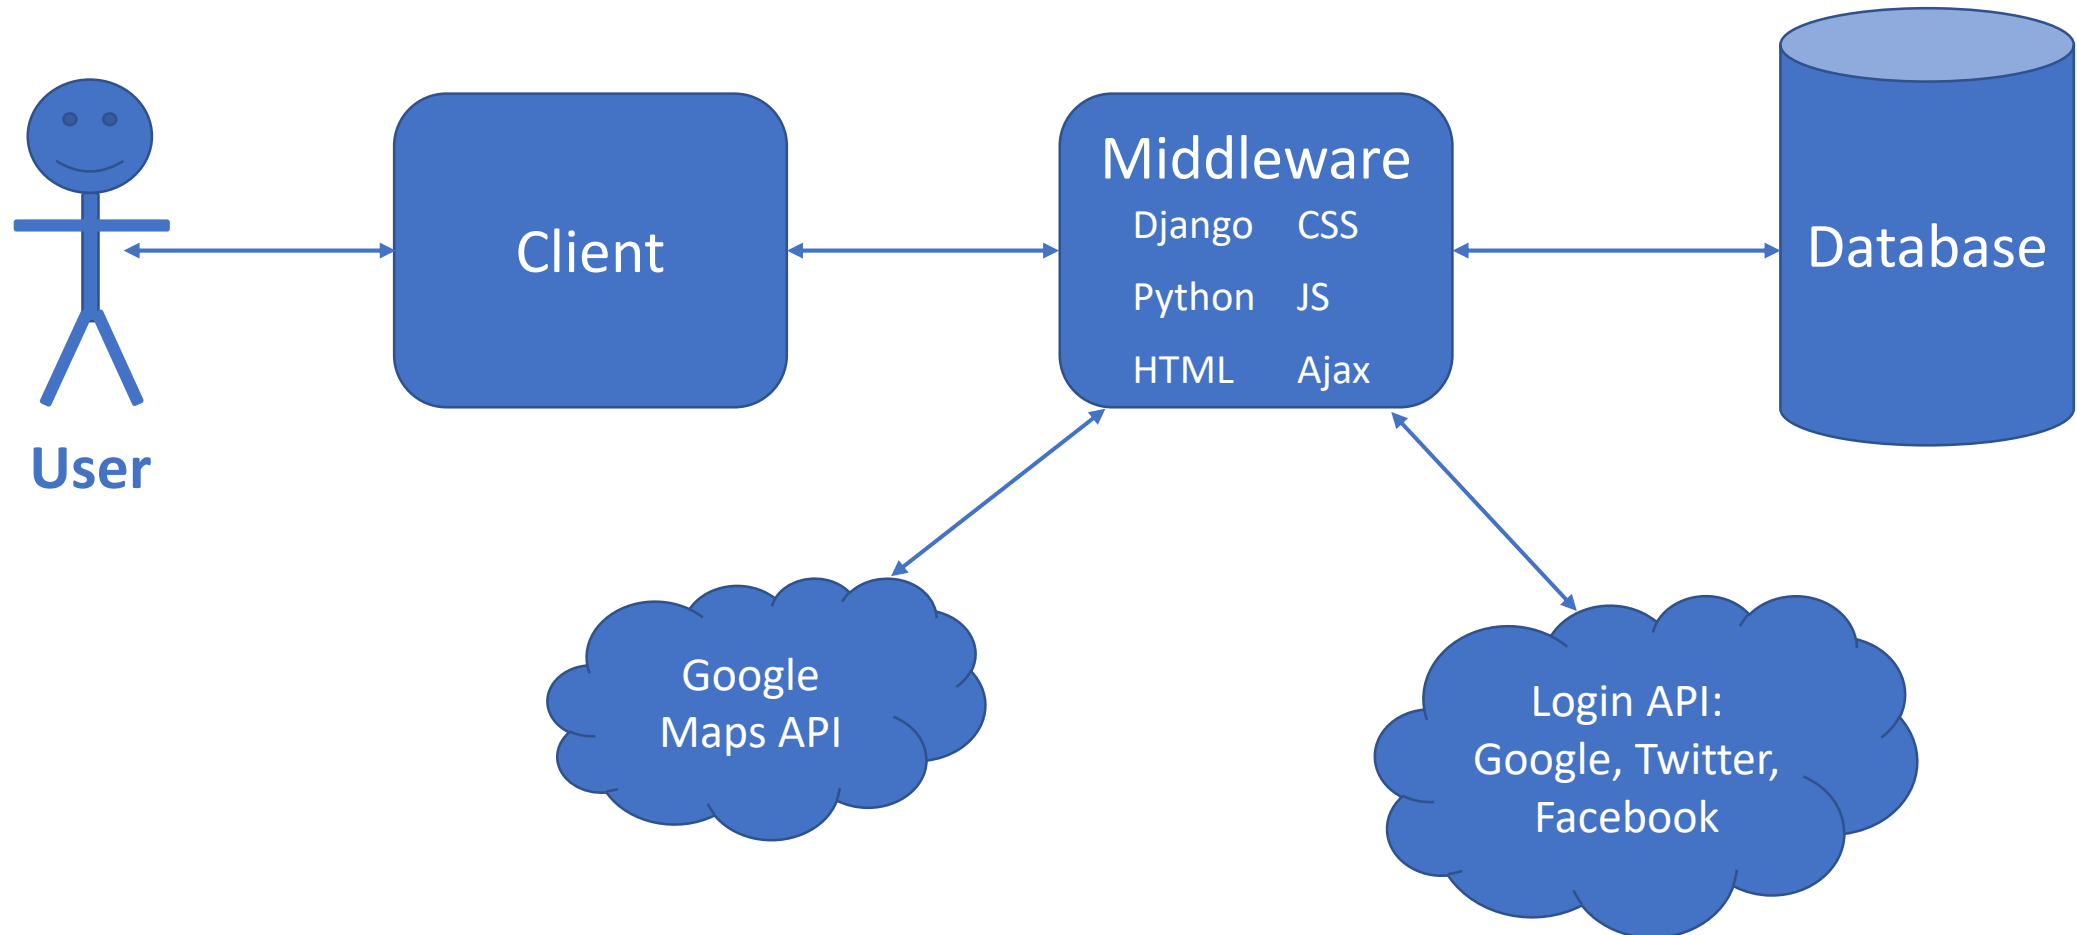 User
Client
Middleware
Django CSS
Python JS
HTML Ajax
Database
Google
Maps API
Login API:
Google, Twitter,
Facebook